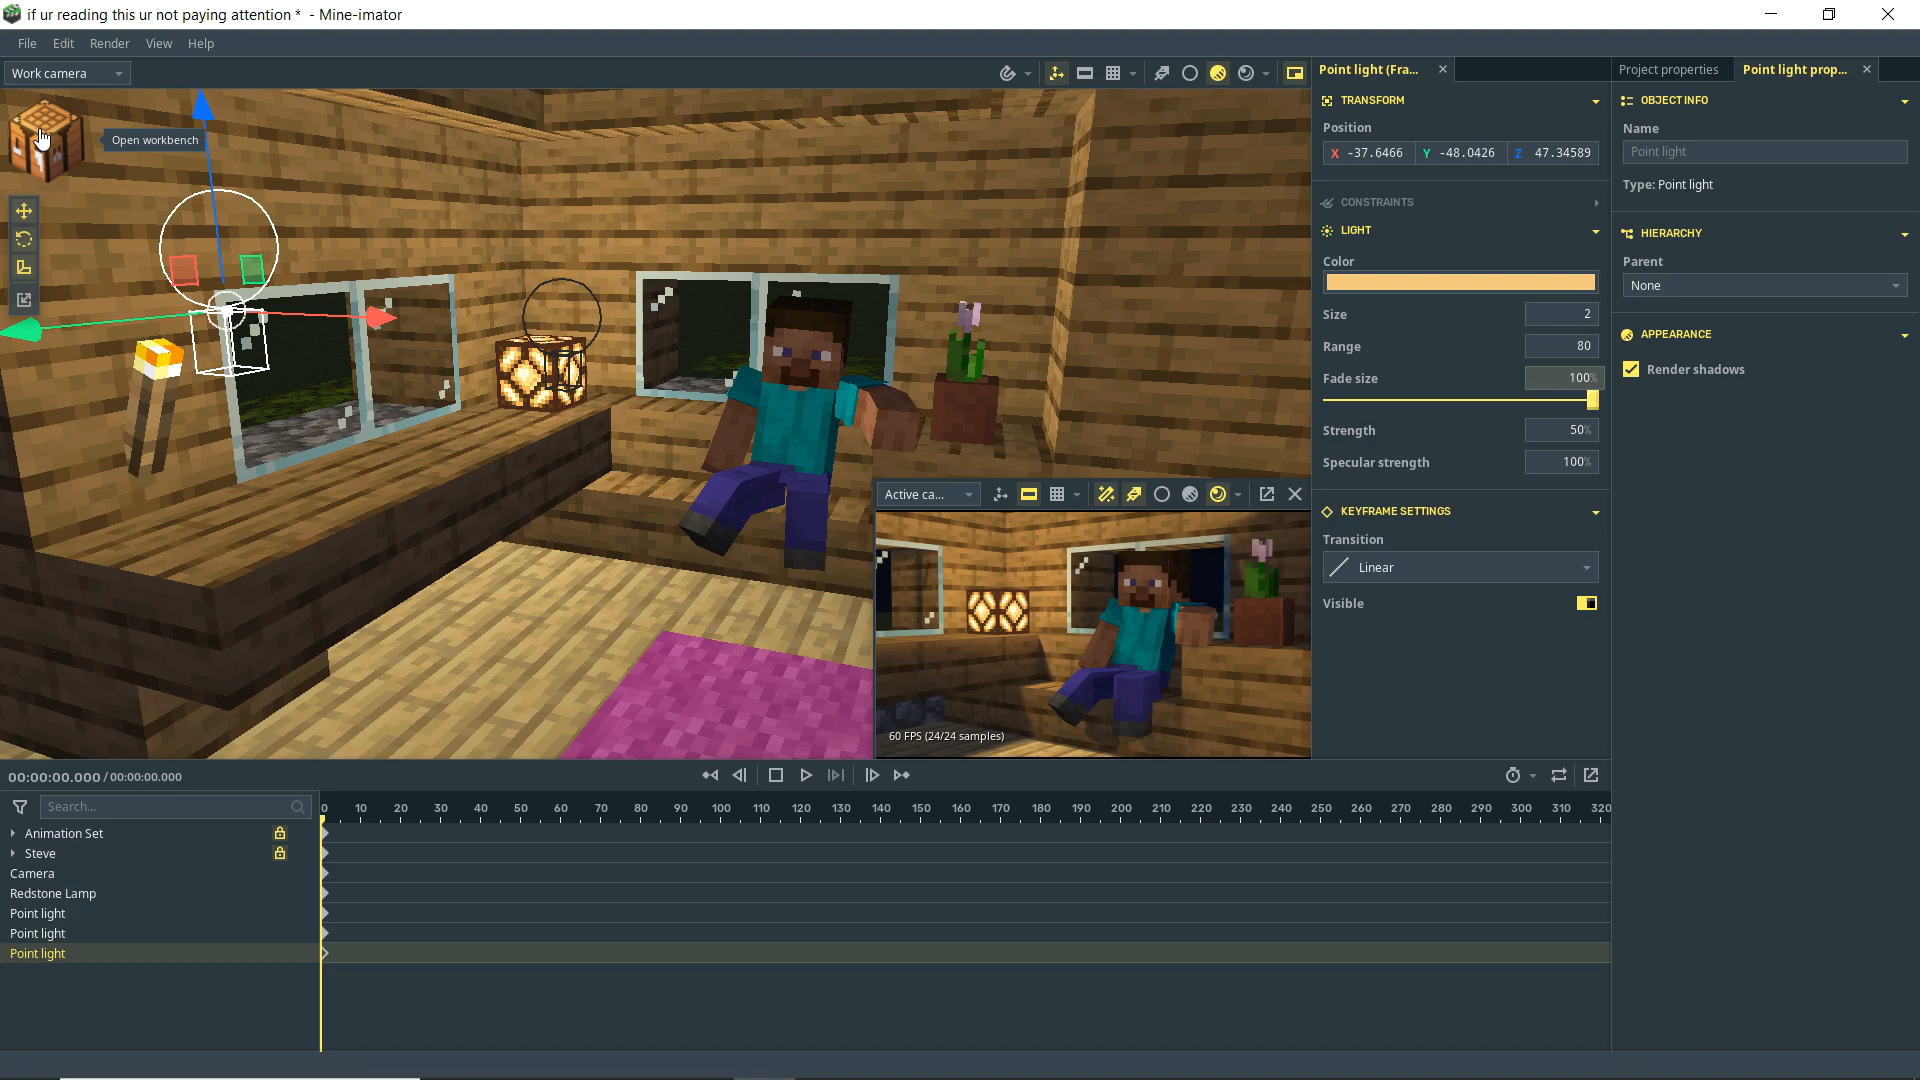 if ur reading this ur not paying attention * - Mine-imator
File Edit Render View Help
Work camera
Open workbench
Active ca...
60 FPS (24/24 samples)
Point light (Fra...
TRANSFORM
Position
X -37.6466 Y -48.0426 Z 47.34589
CONSTRAINTS
LIGHT
Color
Size 2
Range 80
Fade size 100%
Strength 50%
Specular strength 100%
KEYFRAME SETTINGS
Transition
Linear
Visible
Project properties Point light prop...
OBJECT INFO
Name
Point light
Type: Point light
HIERARCHY
Parent
None
APPEARANCE
Render shadows
00:00:00.000 / 00:00:00.000
Search...
0 10 20 30 40 50 60 70 80 90 100 110 120 130 140 150 160 170 180 190 200 210 220 230 240 250 260 270 280 290 300 310 320
Animation Set
Steve
Camera
Redstone Lamp
Point light
Point light
Point light